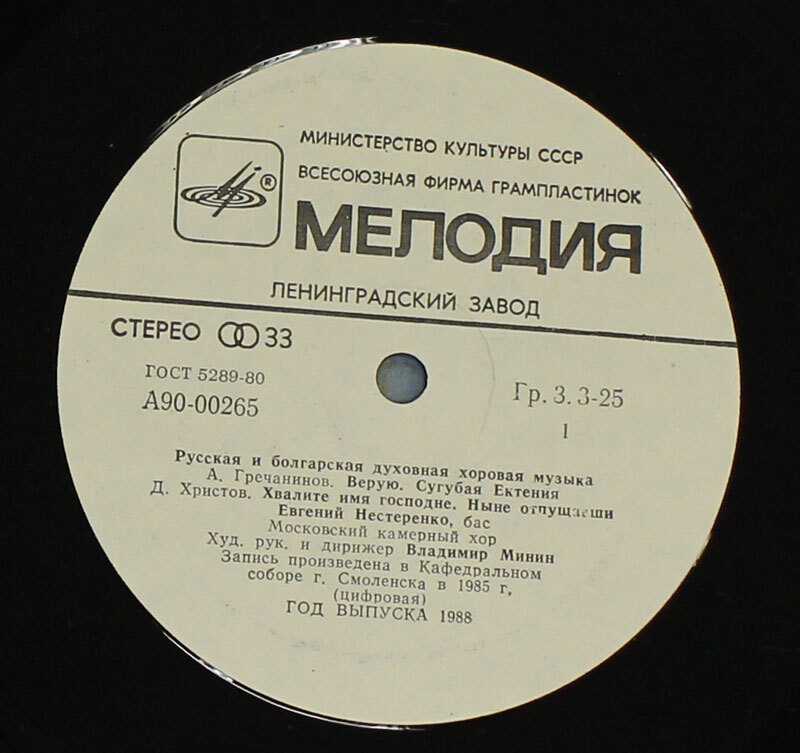 МИНИСТЕРСТВО КУЛЬТУРЫ СССР
ВСЕСОЮЗНАЯ ФИРМА ГРАМПЛАСТИНОК
®
МЕЛОДИЯ
ЛЕНИНГРАДСКИЙ ЗАВОД
СТЕРЕО 33
ГОСТ 5289-80
А90-00265
Гр. 3. 3-25
1
Русская и болгарская духовная хоровая музыка
А. Гречанинов. Верую. Сугубая Ектения
Д. Христов. Хвалите имя господне. Ныне отпущаеши
Евгений Нестеренко, бас
Московский камерный хор
Худ. рук. и дирижер Владимир Минин
Запись произведена в Кафедральном
соборе г. Смоленска в 1985 г.
(цифровая)
ГОД ВЫПУСКА 1988